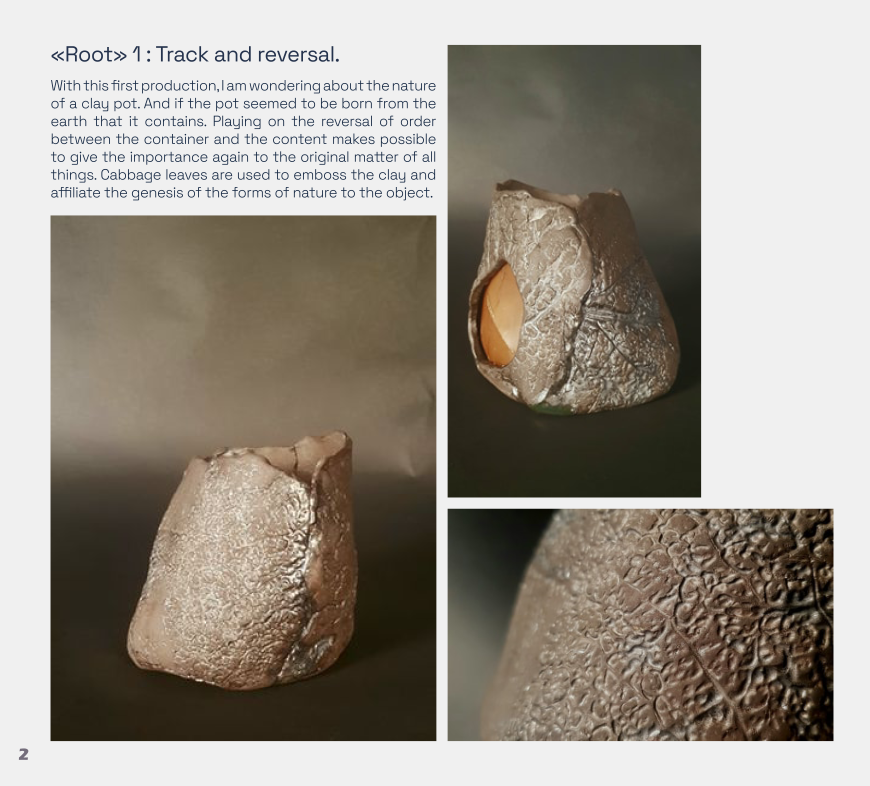 «Root» 1 : Track and reversal.
With this first production, I am wondering about the nature
of a clay pot. And if the pot seemed to be born from the
earth that it contains. Playing on the reversal of order
between the container and the content makes possible
to give the importance again to the original matter of all
things. Cabbage leaves are used to emboss the clay and
affiliate the genesis of the forms of nature to the object.
2